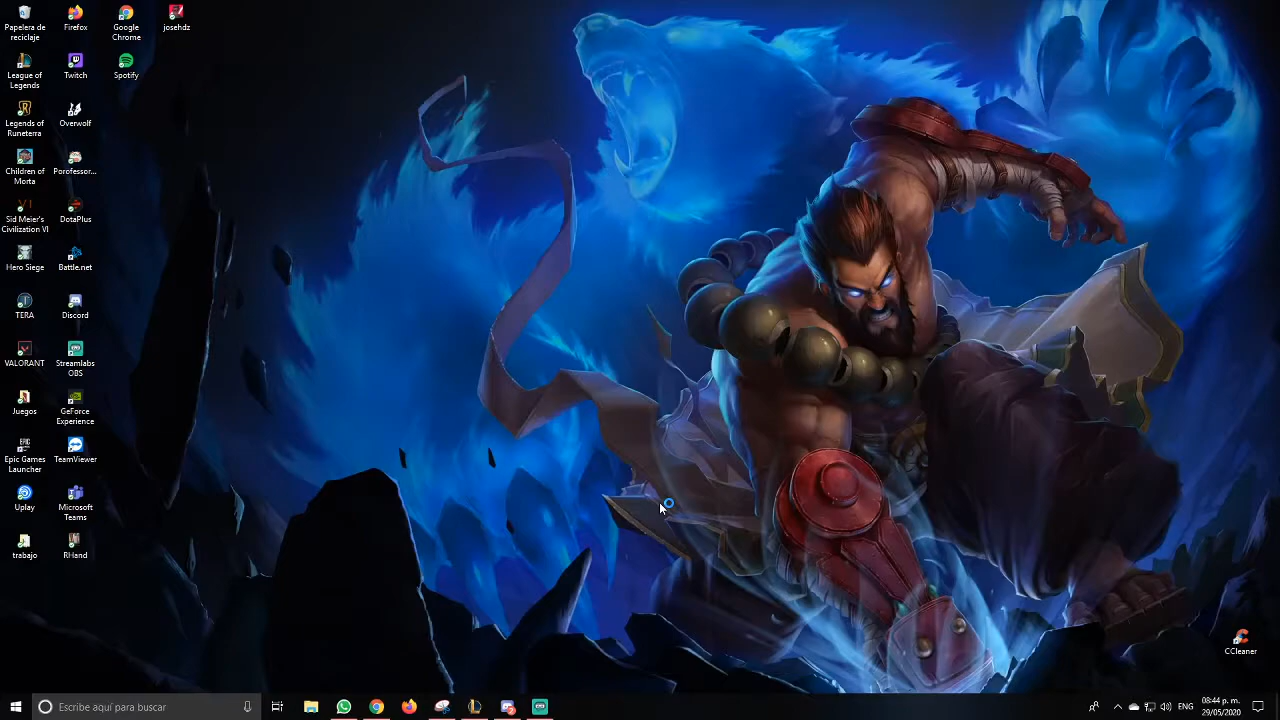 Papelera de
reciclaje
Firefox
Google
Chrome
josehdz
League of
Legends
Twitch
Spotify
Legends of
Runeterra
Overwolf
Children of
Morta
Porofessor...
Sid Meier's
Civilization VI
DotaPlus
Hero Siege
Battle.net
TERA
Discord
VALORANT
Streamlabs
OBS
Juegos
GeForce
Experience
Epic Games
Launcher
TeamViewer
Uplay
Microsoft
Teams
trabajo
RHand
CCleaner
Escribe aquí para buscar
ENG
08:44 p. m.
29/05/2020